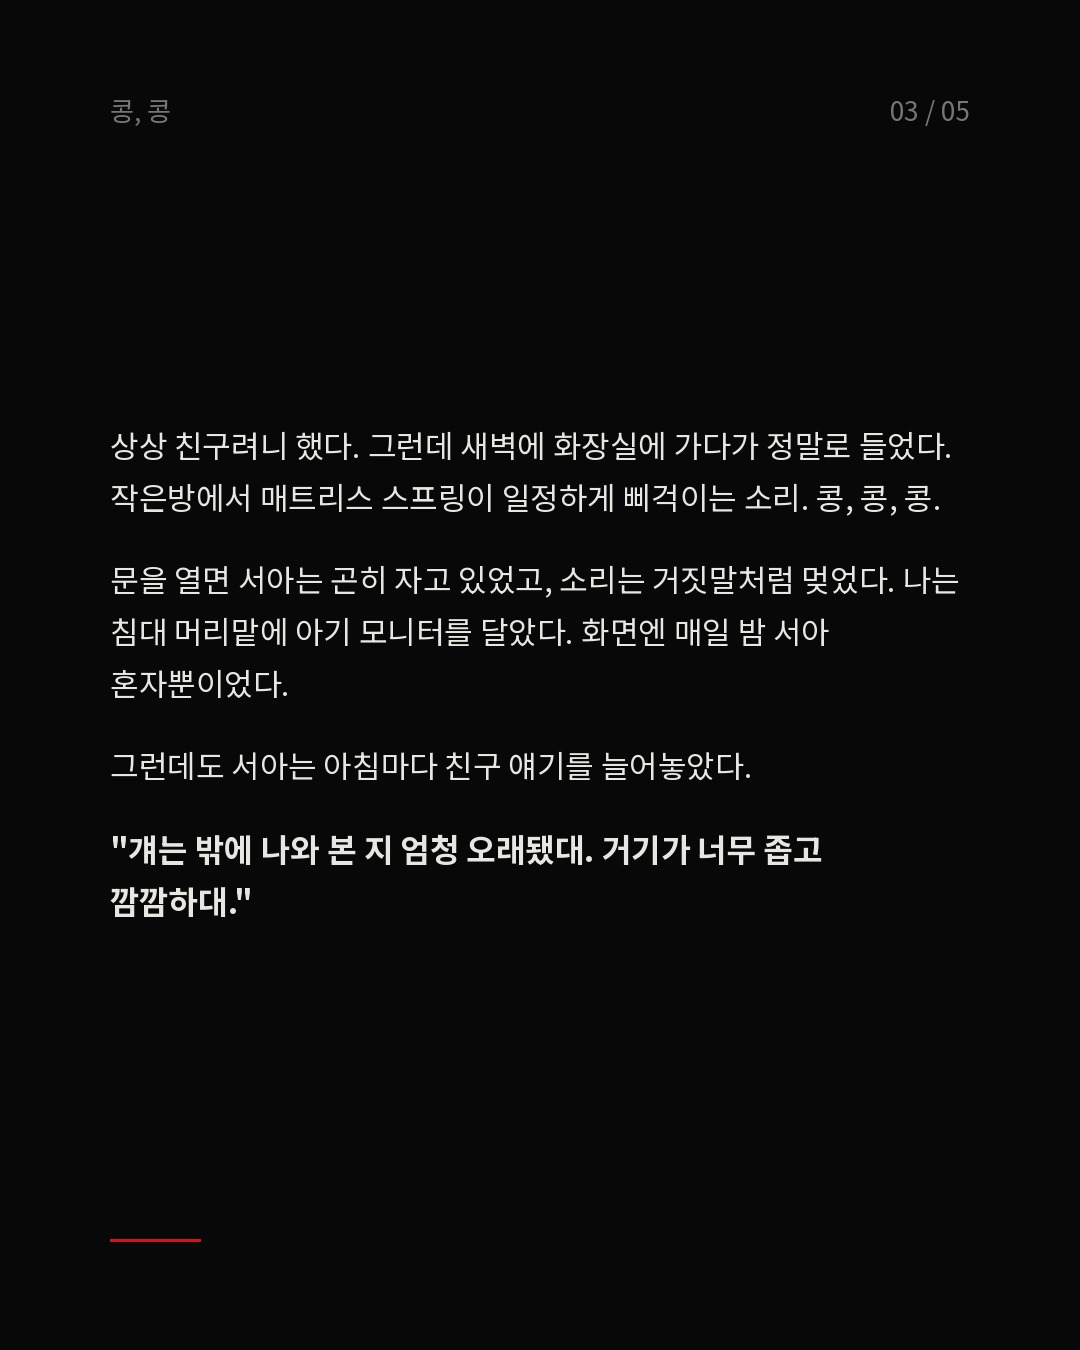 콩, 콩
03 / 05
상상 친구려니 했다. 그런데 새벽에 화장실에 가다가 정말로 들었다.
작은방에서 매트리스 스프링이 일정하게 삐걱이는 소리. 콩, 콩, 콩.
문을 열면 서아는 곤히 자고 있었고, 소리는 거짓말처럼 멎었다. 나는
침대 머리맡에 아기 모니터를 달았다. 화면엔 매일 밤 서아
혼자뿐이었다.
그런데도 서아는 아침마다 친구 얘기를 늘어놓았다.
"걔는 밖에 나와 본 지 엄청 오래됐대. 거기가 너무 좁고
깜깜하대."